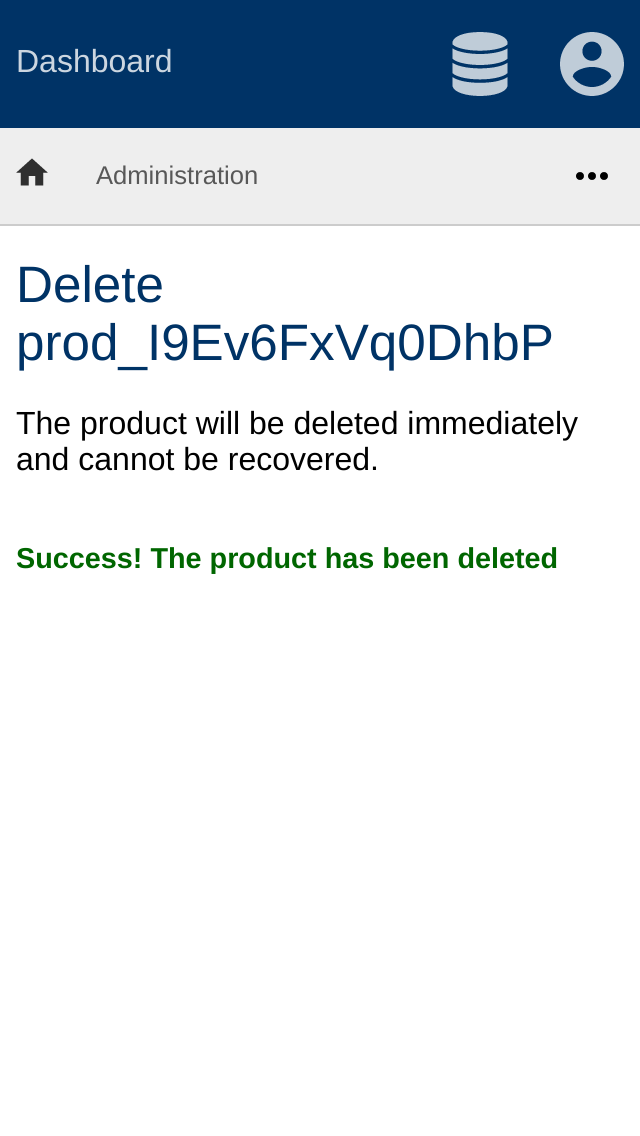 Dashboard
Administration
Delete
prod_I9Ev6FxVq0DhbP
The product will be deleted immediately
and cannot be recovered.
Success! The product has been deleted